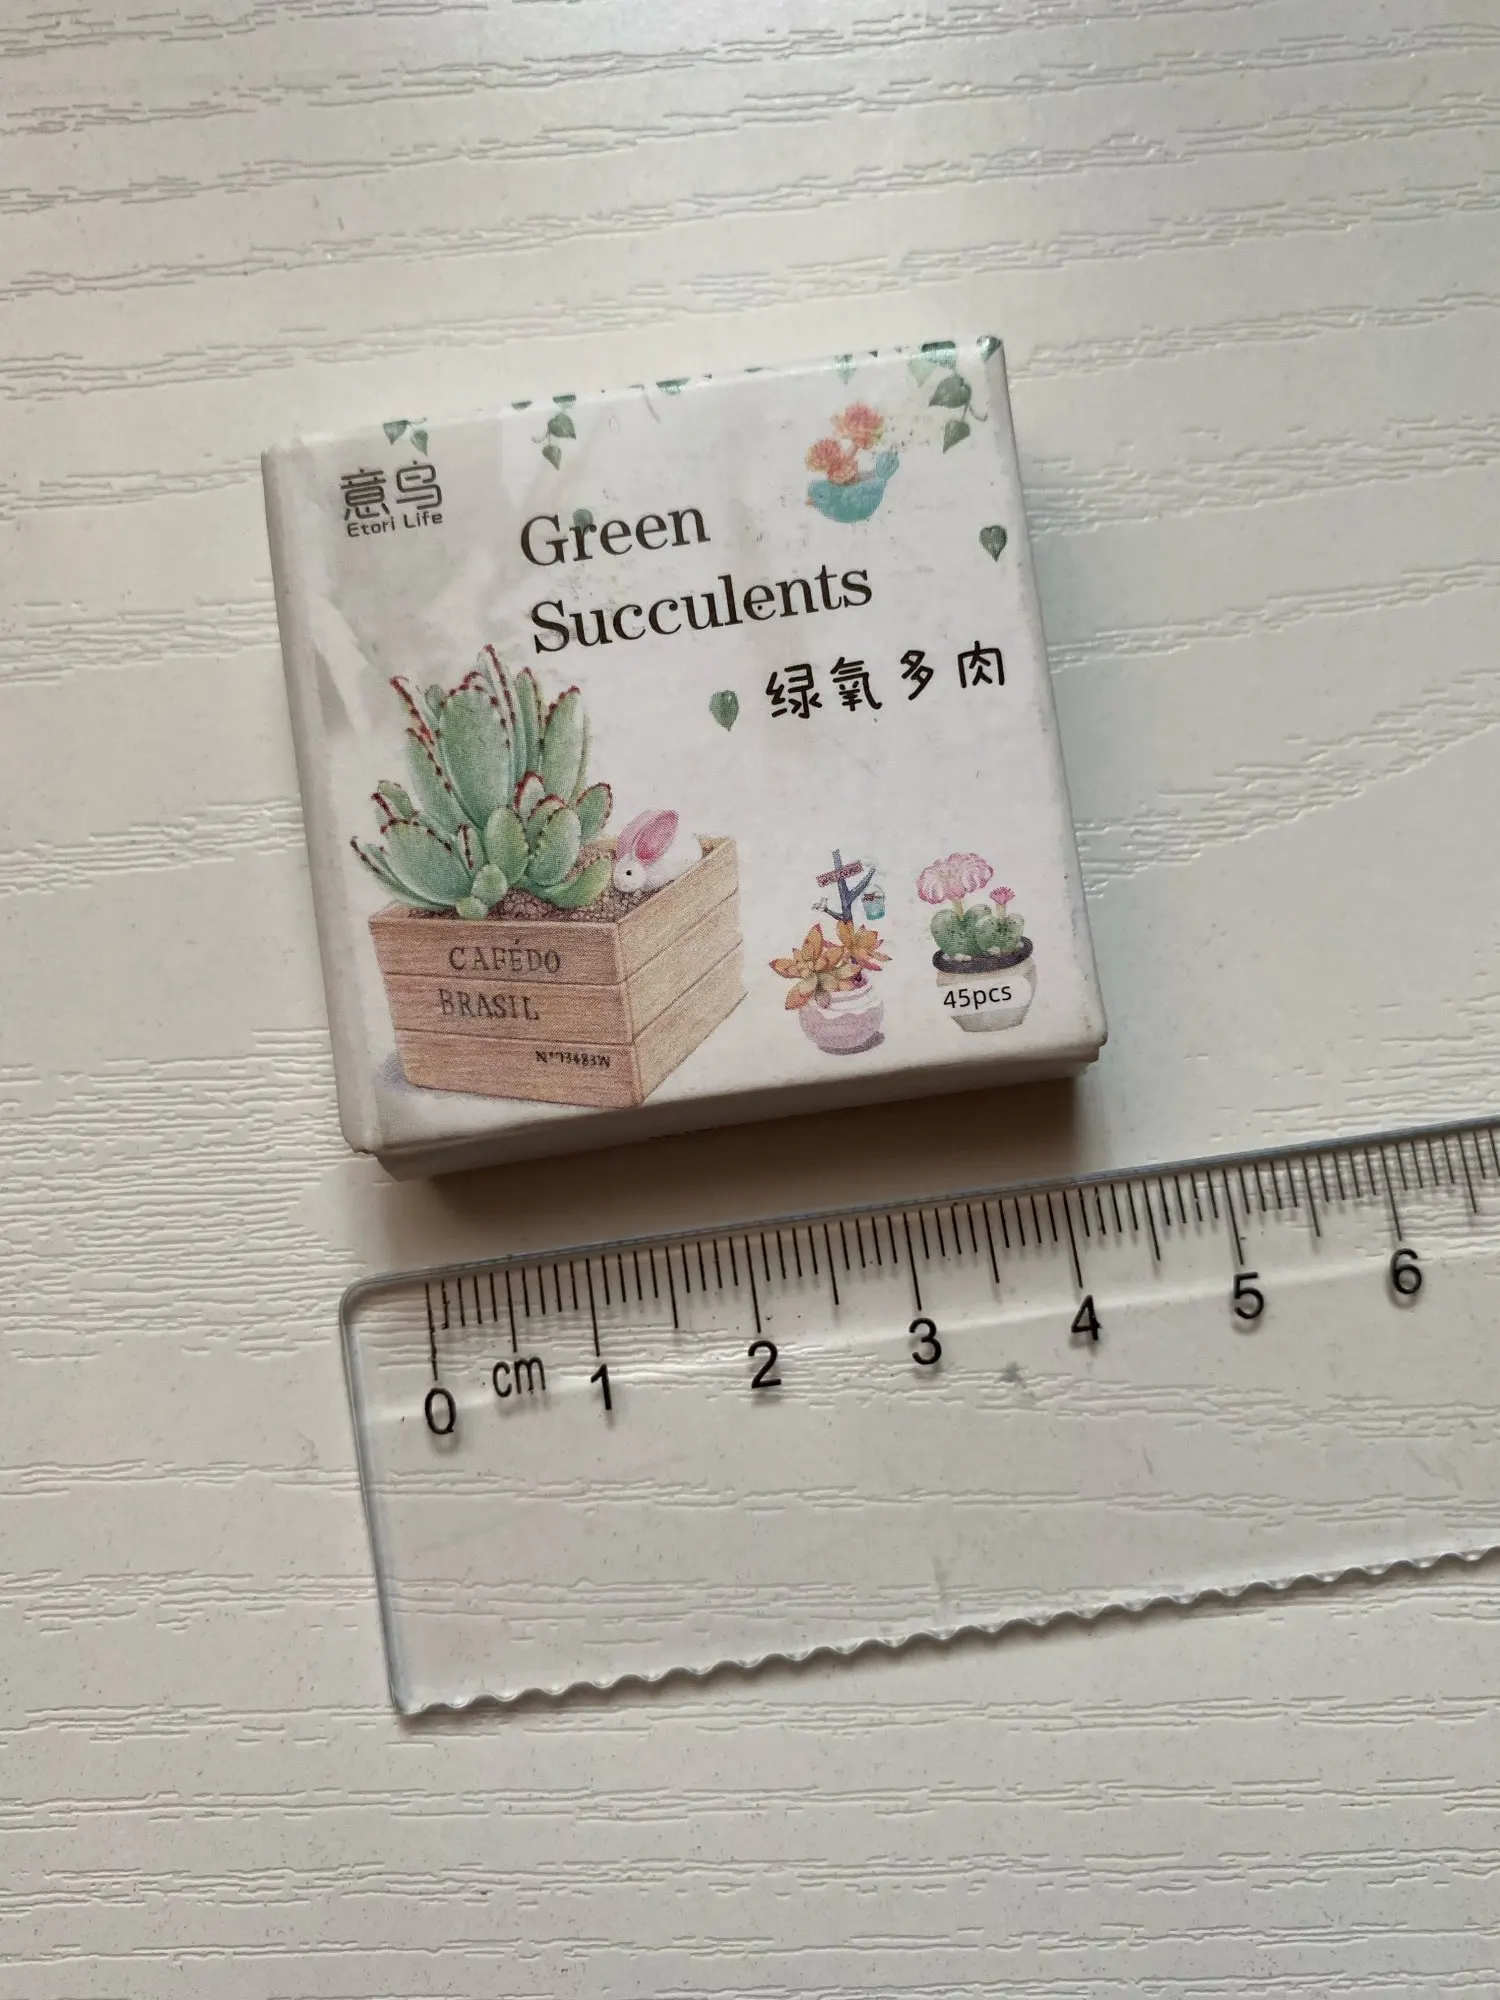 意鸟
Etori Life
Green
Succulents
绿氧多肉
CAFÉDO
BRASIL
45pcs
0 cm 1 2 3 4 5 6